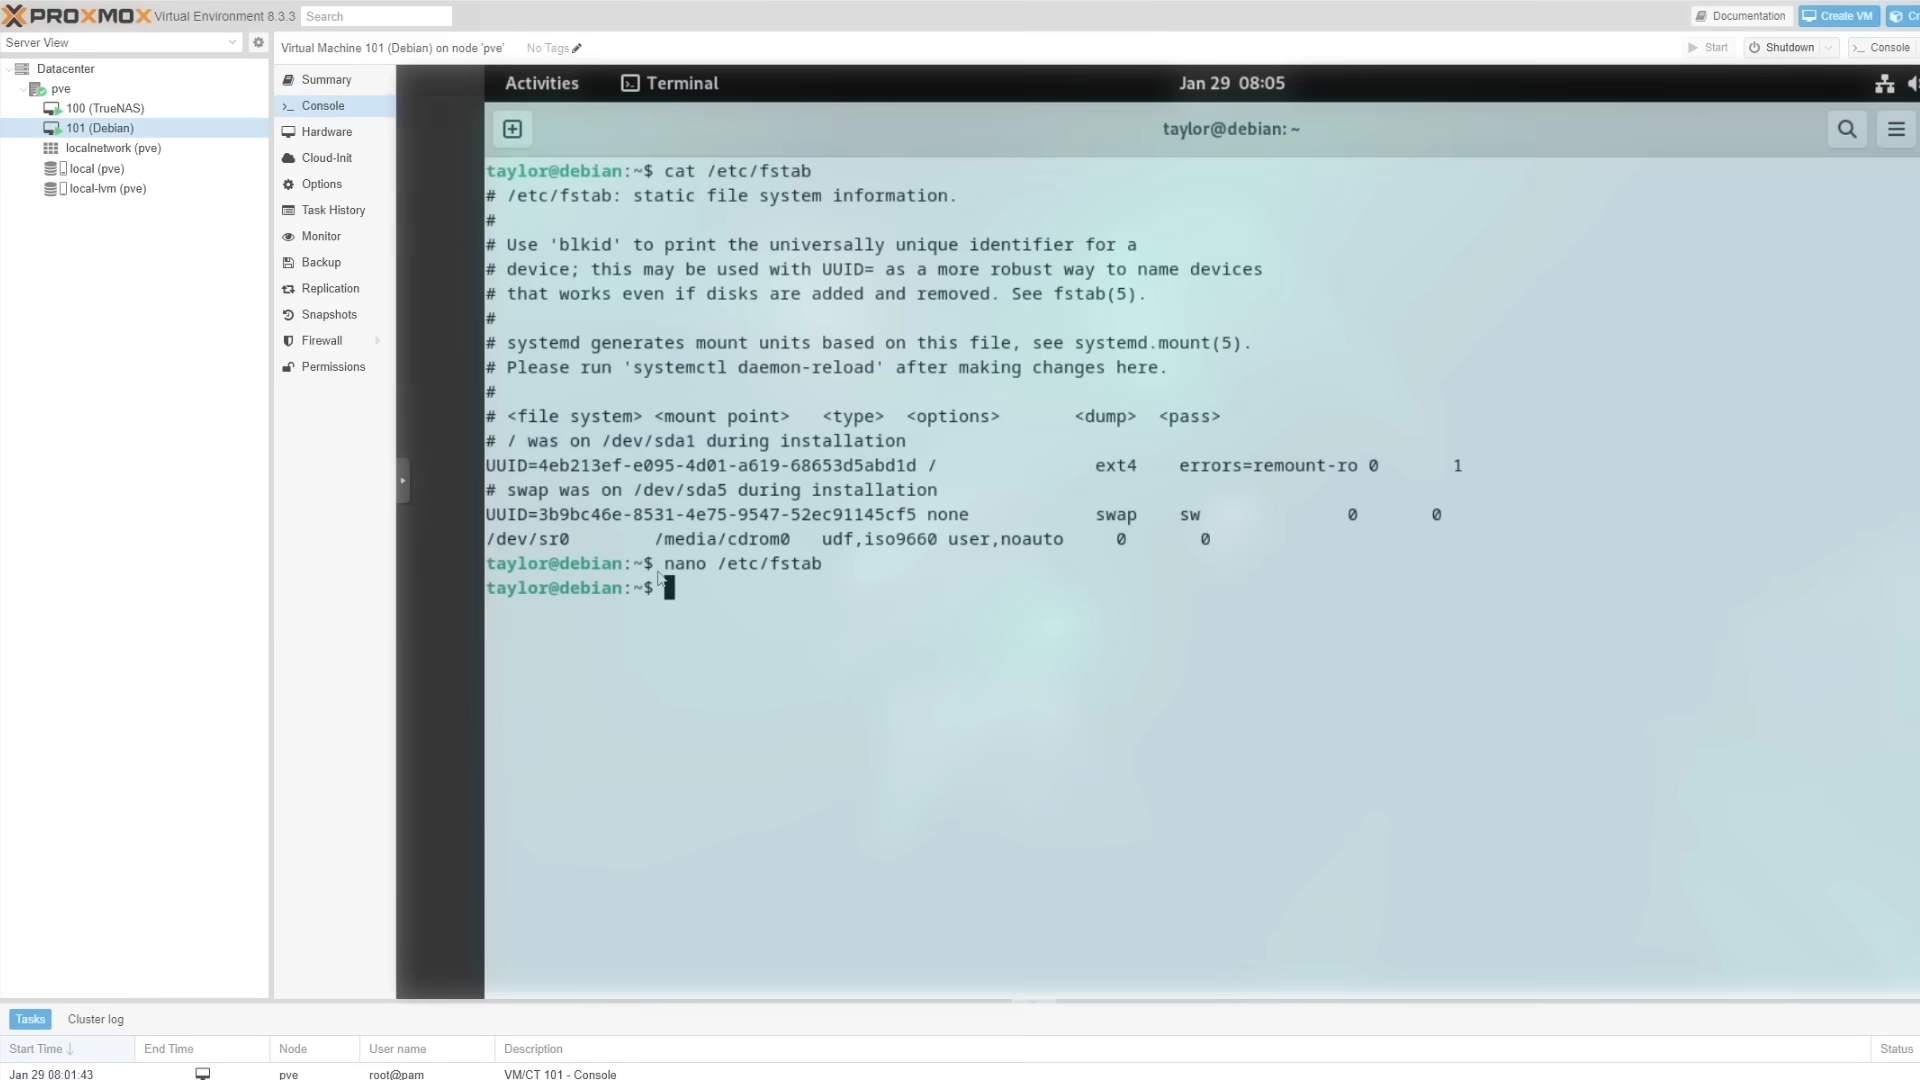 PROXMOX Virtual Environment 8.3.3 Search
Documentation
Create VM
Server View
Virtual Machine 101 (Debian) on node 'pve'
No Tags
Start
Shutdown
Console
Datacenter
pve
100 (TrueNAS)
101 (Debian)
localnetwork (pve)
local (pve)
local-lvm (pve)
Summary
Console
Hardware
Cloud-Init
Options
Task History
Monitor
Backup
Replication
Snapshots
Firewall
Permissions
Activities
Terminal
Jan 29 08:05
taylor@debian: ~
taylor@debian:~$ cat /etc/fstab
# /etc/fstab: static file system information.
#
# Use 'blkid' to print the universally unique identifier for a
# device; this may be used with UUID= as a more robust way to name devices
# that works even if disks are added and removed. See fstab(5).
#
# systemd generates mount units based on this file, see systemd.mount(5).
# Please run 'systemctl daemon-reload' after making changes here.
#
# <file system> <mount point>   <type>  <options>       <dump>  <pass>
# / was on /dev/sda1 during installation
UUID=4eb213ef-e095-4d01-a619-68653d5abd1d /               ext4    errors=remount-ro 0       1
# swap was on /dev/sda5 during installation
UUID=3b9bc46e-8531-4e75-9547-52ec91145cf5 none            swap    sw              0       0
/dev/sr0        /media/cdrom0   udf,iso9660 user,noauto     0       0
taylor@debian:~$ nano /etc/fstab
taylor@debian:~$
Tasks
Cluster log
Start Time
End Time
Node
User name
Description
Status
Jan 29 08:01:43
pve
root@pam
VM/CT 101 - Console